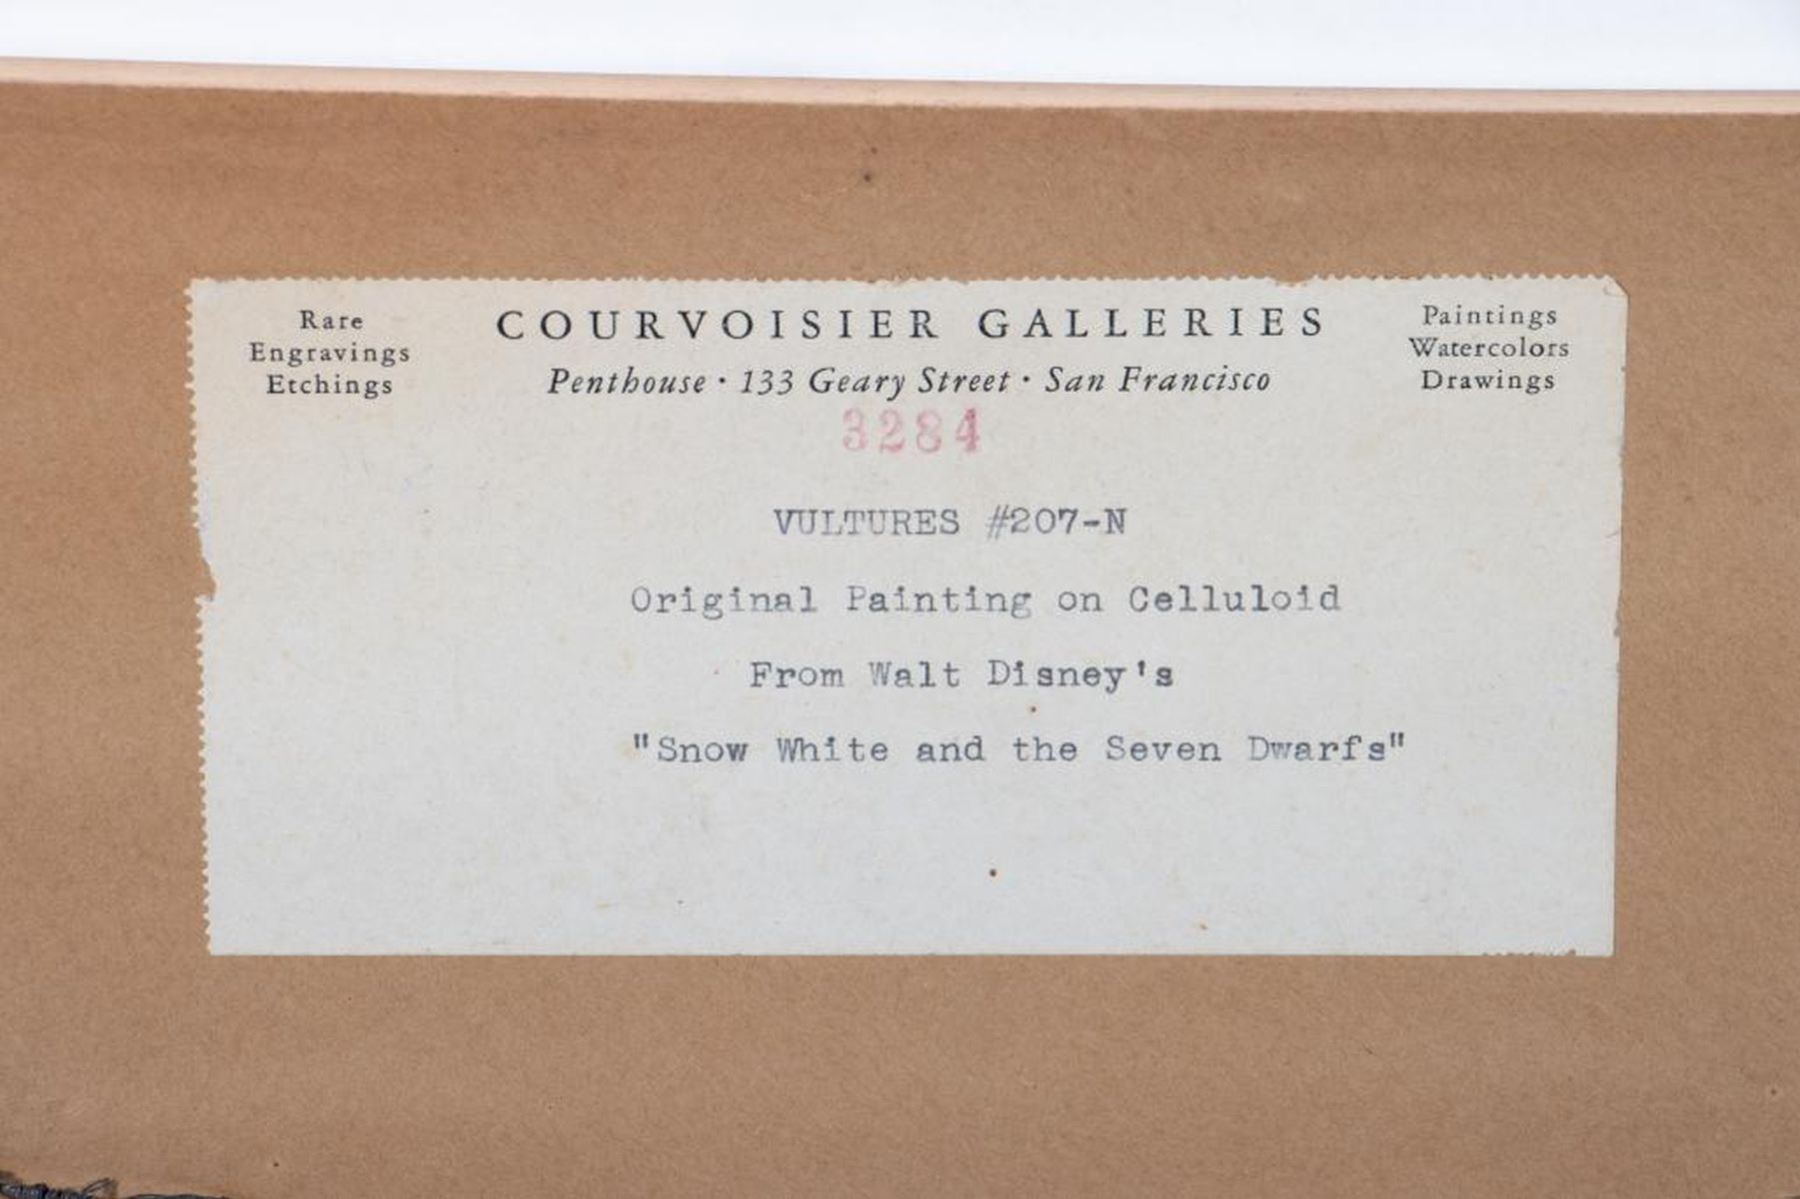 Rare
Engravings
Etchings
COURVOISIER GALLERIES
Penthouse · 133 Geary Street · San Francisco
Paintings
Watercolors
Drawings
3284
VULTURES #207-N
Original Painting on Celluloid
From Walt Disney's
"Snow White and the Seven Dwarfs"